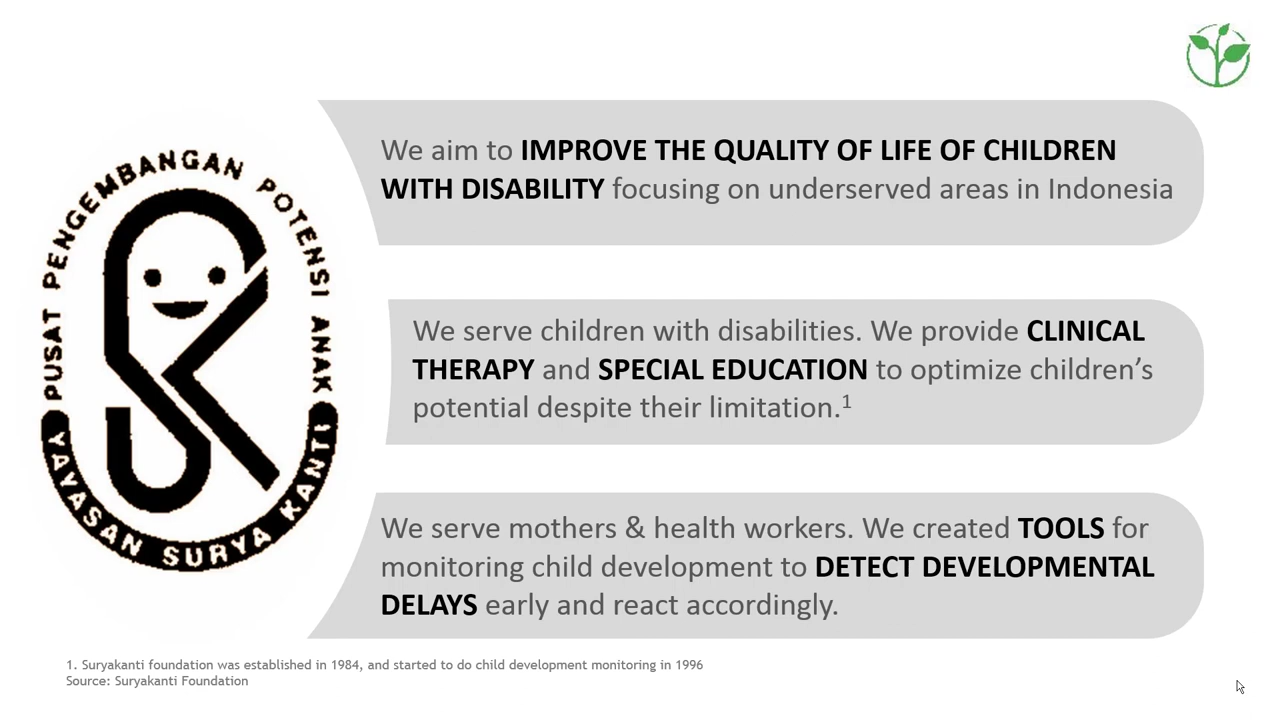 PUSAT PENGEMBANGAN POTENSI ANAK
YAYASAN SURYA KANTI
We aim to IMPROVE THE QUALITY OF LIFE OF CHILDREN
WITH DISABILITY focusing on underserved areas in Indonesia
We serve children with disabilities. We provide CLINICAL
THERAPY and SPECIAL EDUCATION to optimize children’s
potential despite their limitation.1
We serve mothers & health workers. We created TOOLS for
monitoring child development to DETECT DEVELOPMENTAL
DELAYS early and react accordingly.
1. Suryakanti foundation was established in 1984, and started to do child development monitoring in 1996
Source: Suryakanti Foundation